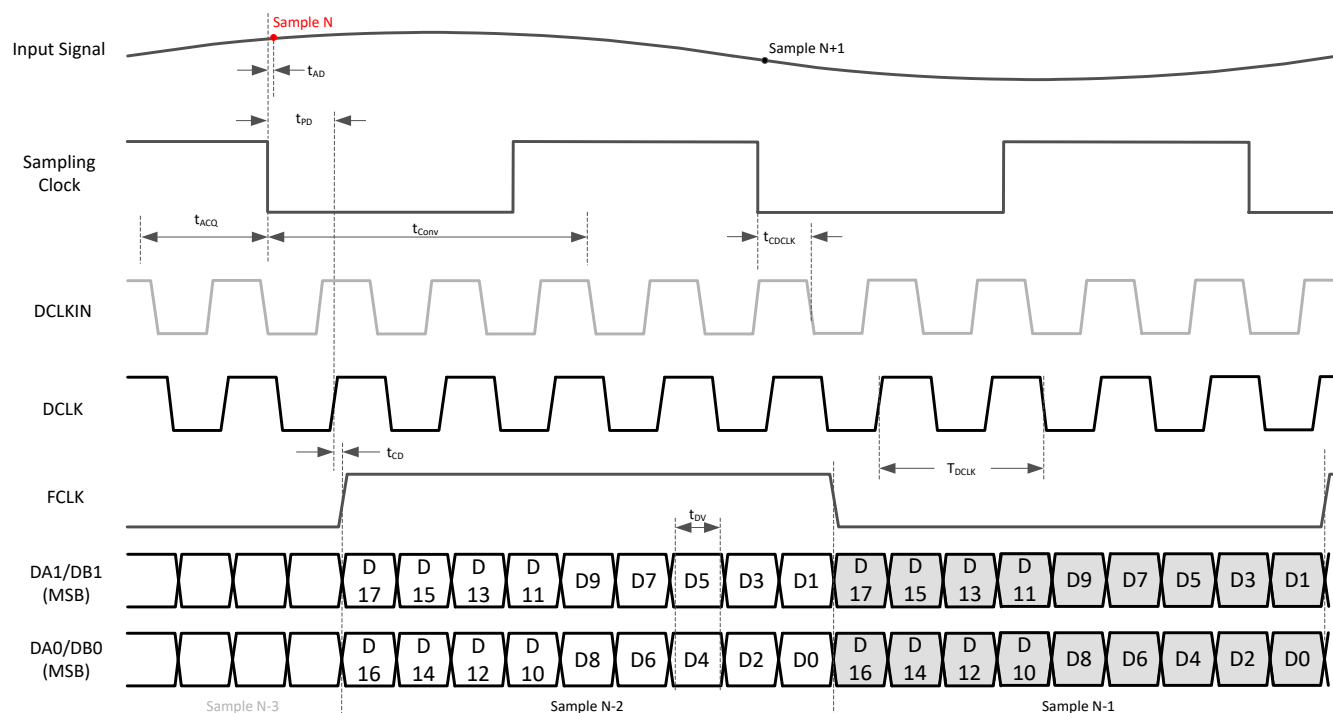 Sample N
Input Signal
Sample N+1
tAD
tPD
Sampling
Clock
tACQ
tConv
tCDCLK
DCLKIN
DCLK
tCD
TDCLK
FCLK
tDV
DA1/DB1
(MSB)
D
17
D
15
D
13
D
11
D9
D7
D5
D3
D1
D
17
D
15
D
13
D
11
D9
D7
D5
D3
D1
DA0/DB0
(MSB)
D
16
D
14
D
12
D
10
D8
D6
D4
D2
D0
D
16
D
14
D
12
D
10
D8
D6
D4
D2
D0
Sample N-3
Sample N-2
Sample N-1